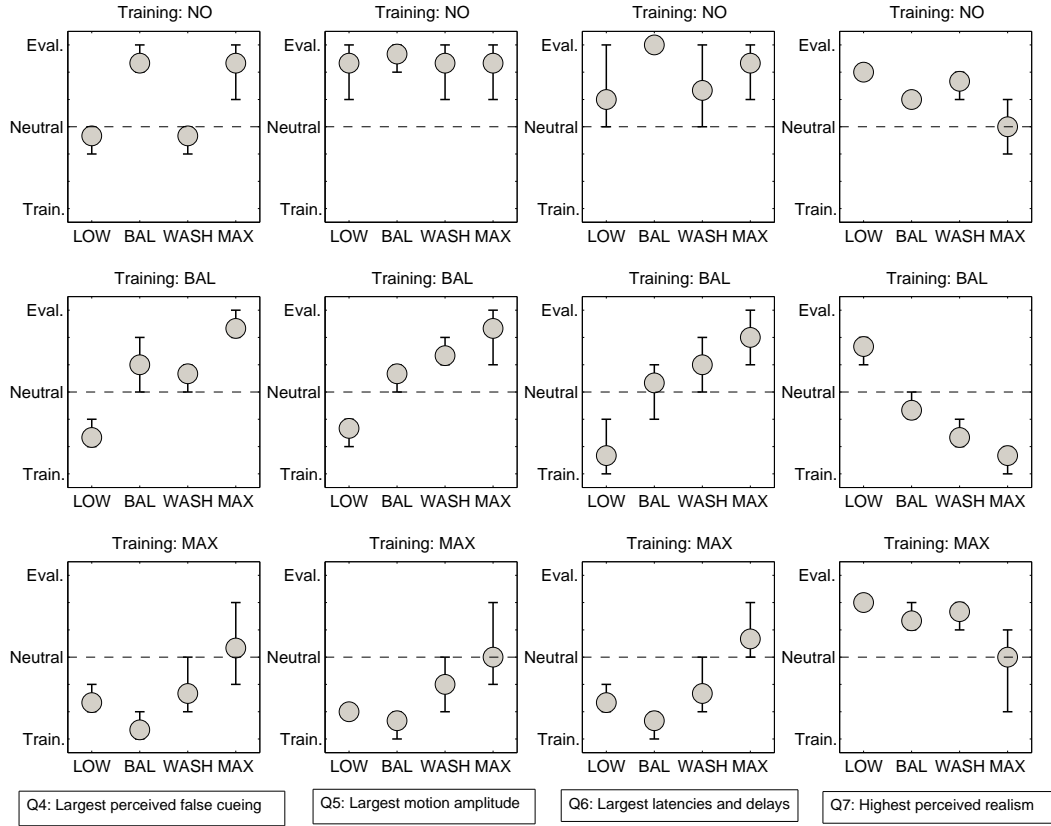 Training: NO Training: NO Training: NO Training: NO
Eval. Eval. Eval. Eval.
Neutral Neutral Neutral Neutral
Train. Train. Train. Train.
LOW BAL WASH MAX LOW BAL WASH MAX LOW BAL WASH MAX LOW BAL WASH MAX
Training: BAL Training: BAL Training: BAL Training: BAL
Eval. Eval. Eval. Eval.
Neutral Neutral Neutral Neutral
Train. Train. Train. Train.
LOW BAL WASH MAX LOW BAL WASH MAX LOW BAL WASH MAX LOW BAL WASH MAX
Training: MAX Training: MAX Training: MAX Training: MAX
Eval. Eval. Eval. Eval.
Neutral Neutral Neutral Neutral
Train. Train. Train. Train.
LOW BAL WASH MAX LOW BAL WASH MAX LOW BAL WASH MAX LOW BAL WASH MAX
Q4: Largest perceived false cueing Q5: Largest motion amplitude Q6: Largest latencies and delays Q7: Highest perceived realism